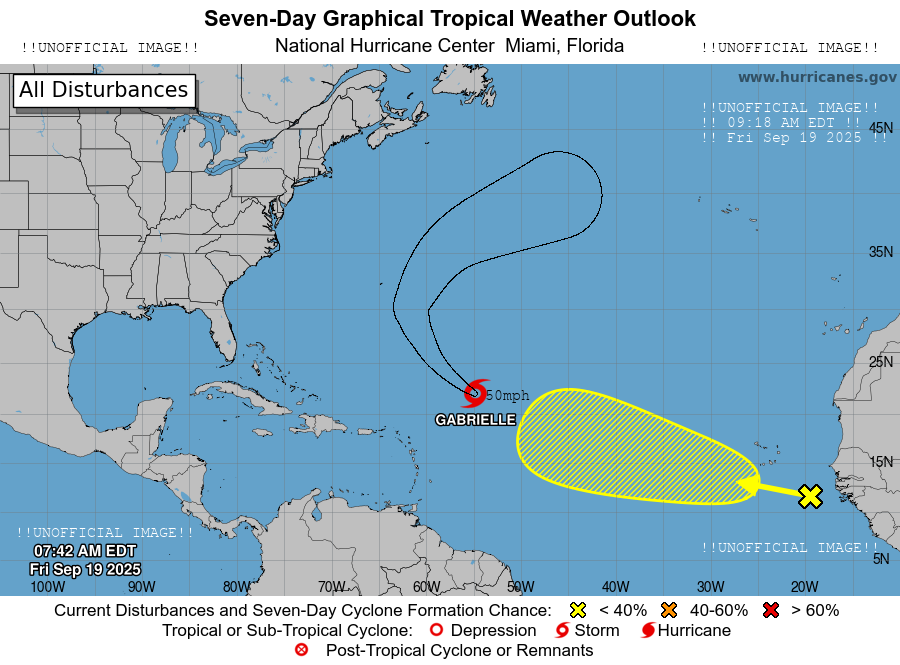 Seven-Day Graphical Tropical Weather Outlook
!!UNOFFICIAL IMAGE!! National Hurricane Center Miami, Florida !!UNOFFICIAL IMAGE!!
All Disturbances
www.hurricanes.gov
!!UNOFFICIAL IMAGE!!
!! 09:18 AM EDT !!
!! Fri Sep 19 2025 !!
45N
35N
25N
50mph
GABRIELLE
15N
!!UNOFFICIAL IMAGE!!
!!UNOFFICIAL IMAGE!!
07:42 AM EDT
Fri Sep 19 2025
5N
100W 90W 80W 70W 60W 50W 40W 30W 20W
Current Disturbances and Seven-Day Cyclone Formation Chance: < 40% 40-60% > 60%
Tropical or Sub-Tropical Cyclone: Depression Storm Hurricane
Post-Tropical Cyclone or Remnants